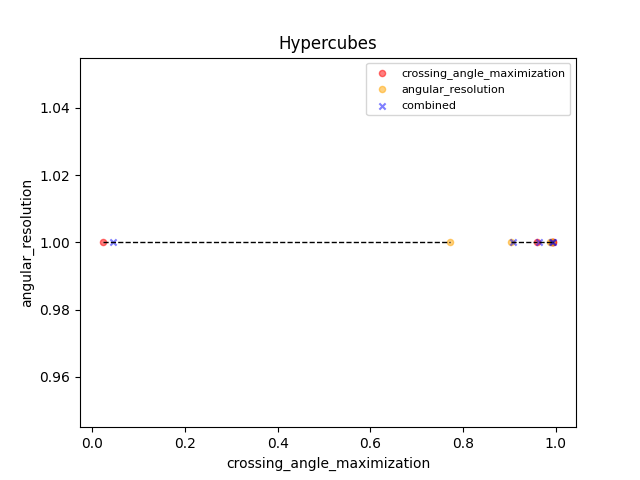 Hypercubes
crossing_angle_maximization
angular_resolution
combined
1.04
1.02
1.00
0.98
0.96
angular_resolution
0.0 0.2 0.4 0.6 0.8 1.0
crossing_angle_maximization